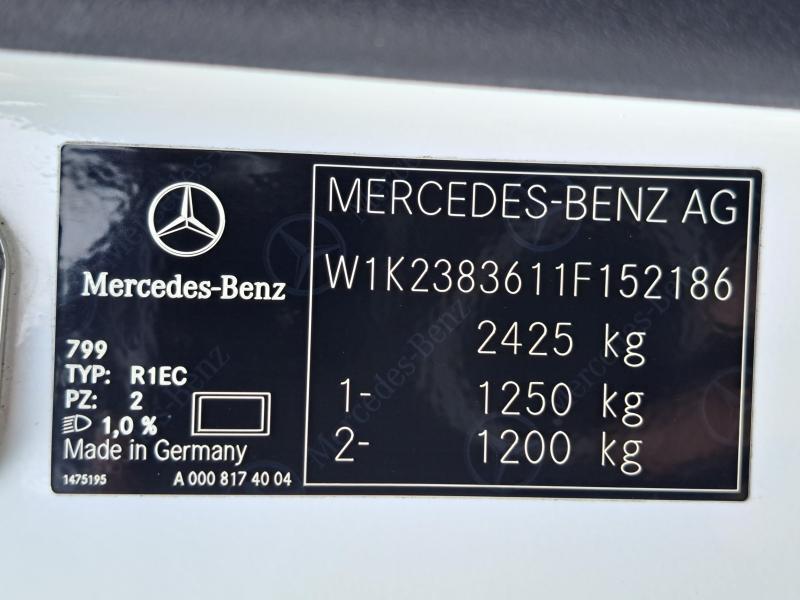 Mercedes-Benz
799
TYP: R1EC
PZ: 2
1,0 %
Made in Germany
1475195 A 000 817 40 04
MERCEDES-BENZ AG
W1K2383611F152186
2425 kg
1- 1250 kg
2- 1200 kg